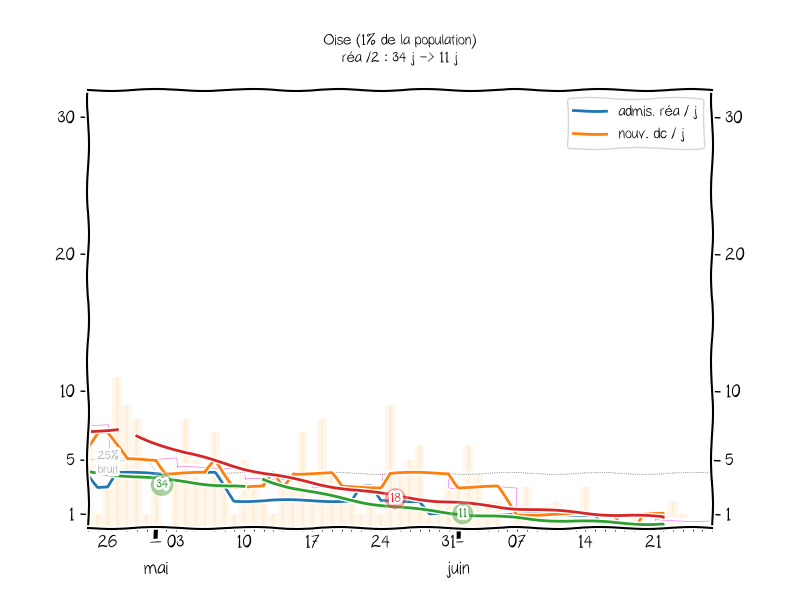 Oise (1% de la population)
réa /2 : 34 j -> 11 j
30
30
admis. réa / j
nouv. dc / j
20
20
10
10
25%
bruit
5
5
34
18
11
1
1
26 03 10 17 24 31 07 14 21
mai juin